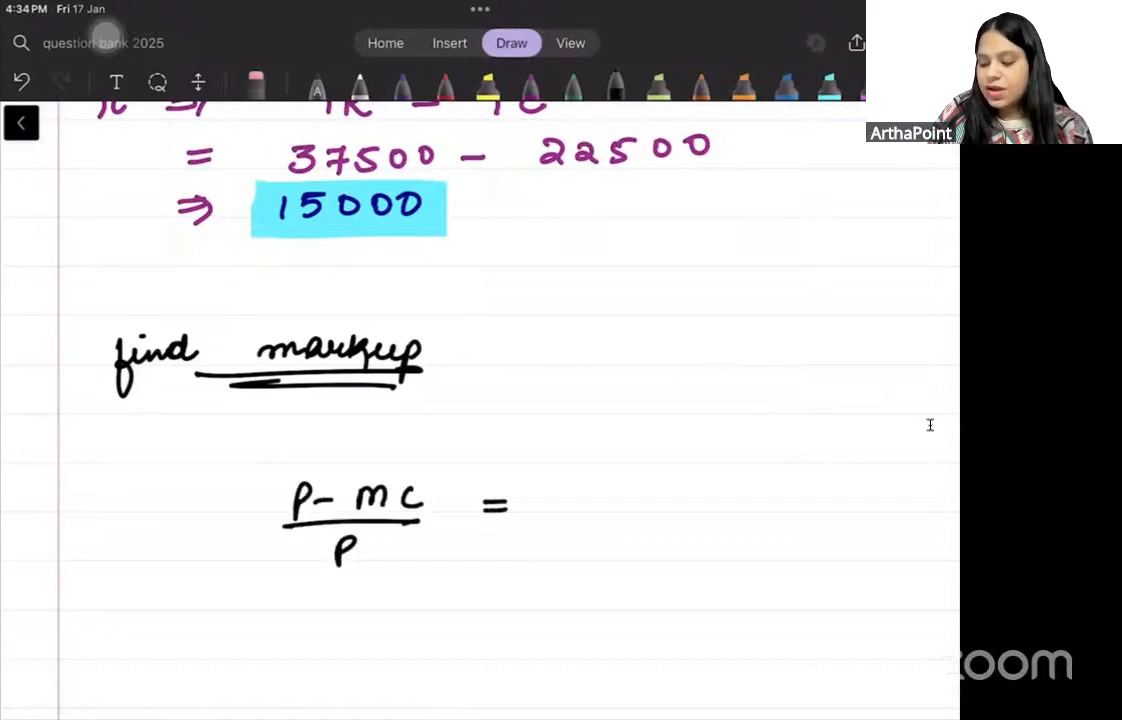 4:34 PM Fri 17 Jan
question bank 2025
Home Insert Draw View
ArthaPoint
= 37500 - 22500
⇒ 15000
find markup
P - MC
P
=
zoom